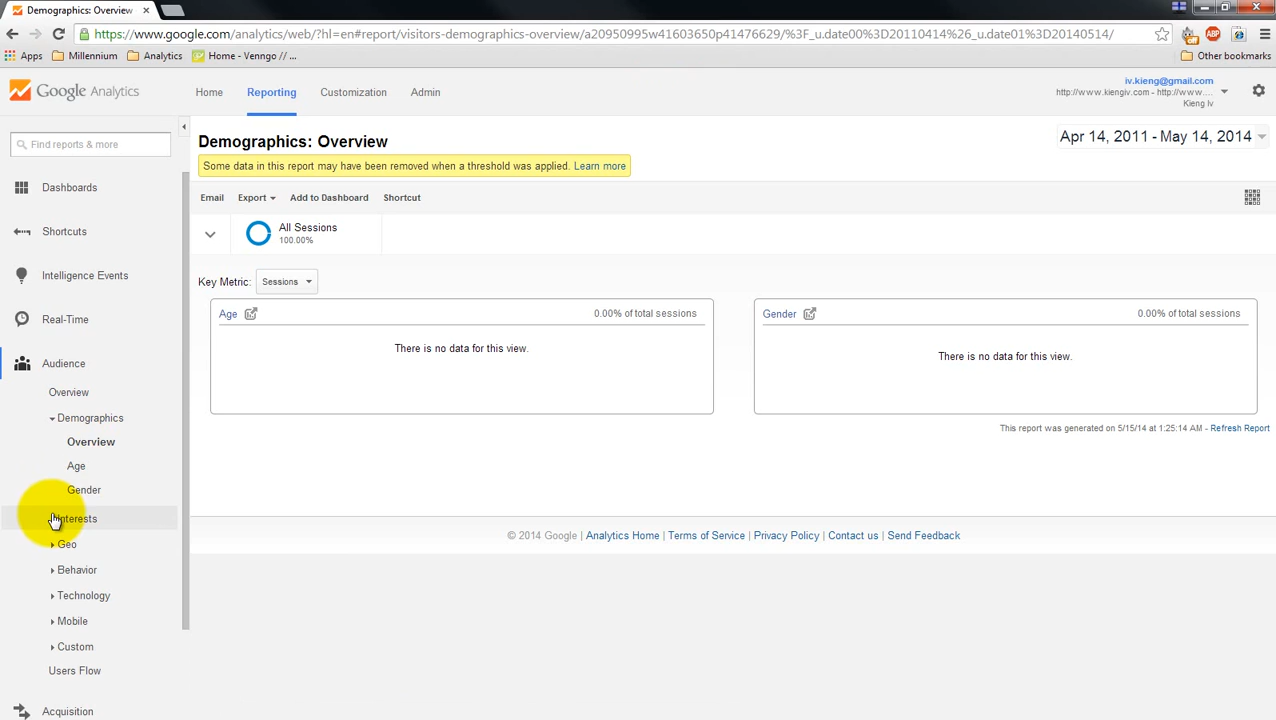 Demographics: Overview
https://www.google.com/analytics/web/?hl=en#report/visitors-demographics-overview/a20950995w41603650p41476629/%3F_u.date00%3D20110414%26_u.date01%3D20140514/
Apps Millennium Analytics Home - Venngo // ... Other bookmarks
Google Analytics Home Reporting Customization Admin
iv.kieng@gmail.com
http://www.kiengiv.com - http://www....
Kieng Iv
Find reports & more
Demographics: Overview
Apr 14, 2011 - May 14, 2014
Some data in this report may have been removed when a threshold was applied. Learn more
Email Export Add to Dashboard Shortcut
All Sessions
100.00%
Key Metric: Sessions
Age 0.00% of total sessions
There is no data for this view.
Gender 0.00% of total sessions
There is no data for this view.
This report was generated on 5/15/14 at 1:25:14 AM - Refresh Report
© 2014 Google Analytics Home Terms of Service Privacy Policy Contact us Send Feedback
Dashboards
Shortcuts
Intelligence Events
Real-Time
Audience
Overview
Demographics
Overview
Age
Gender
Interests
Geo
Behavior
Technology
Mobile
Custom
Users Flow
Acquisition